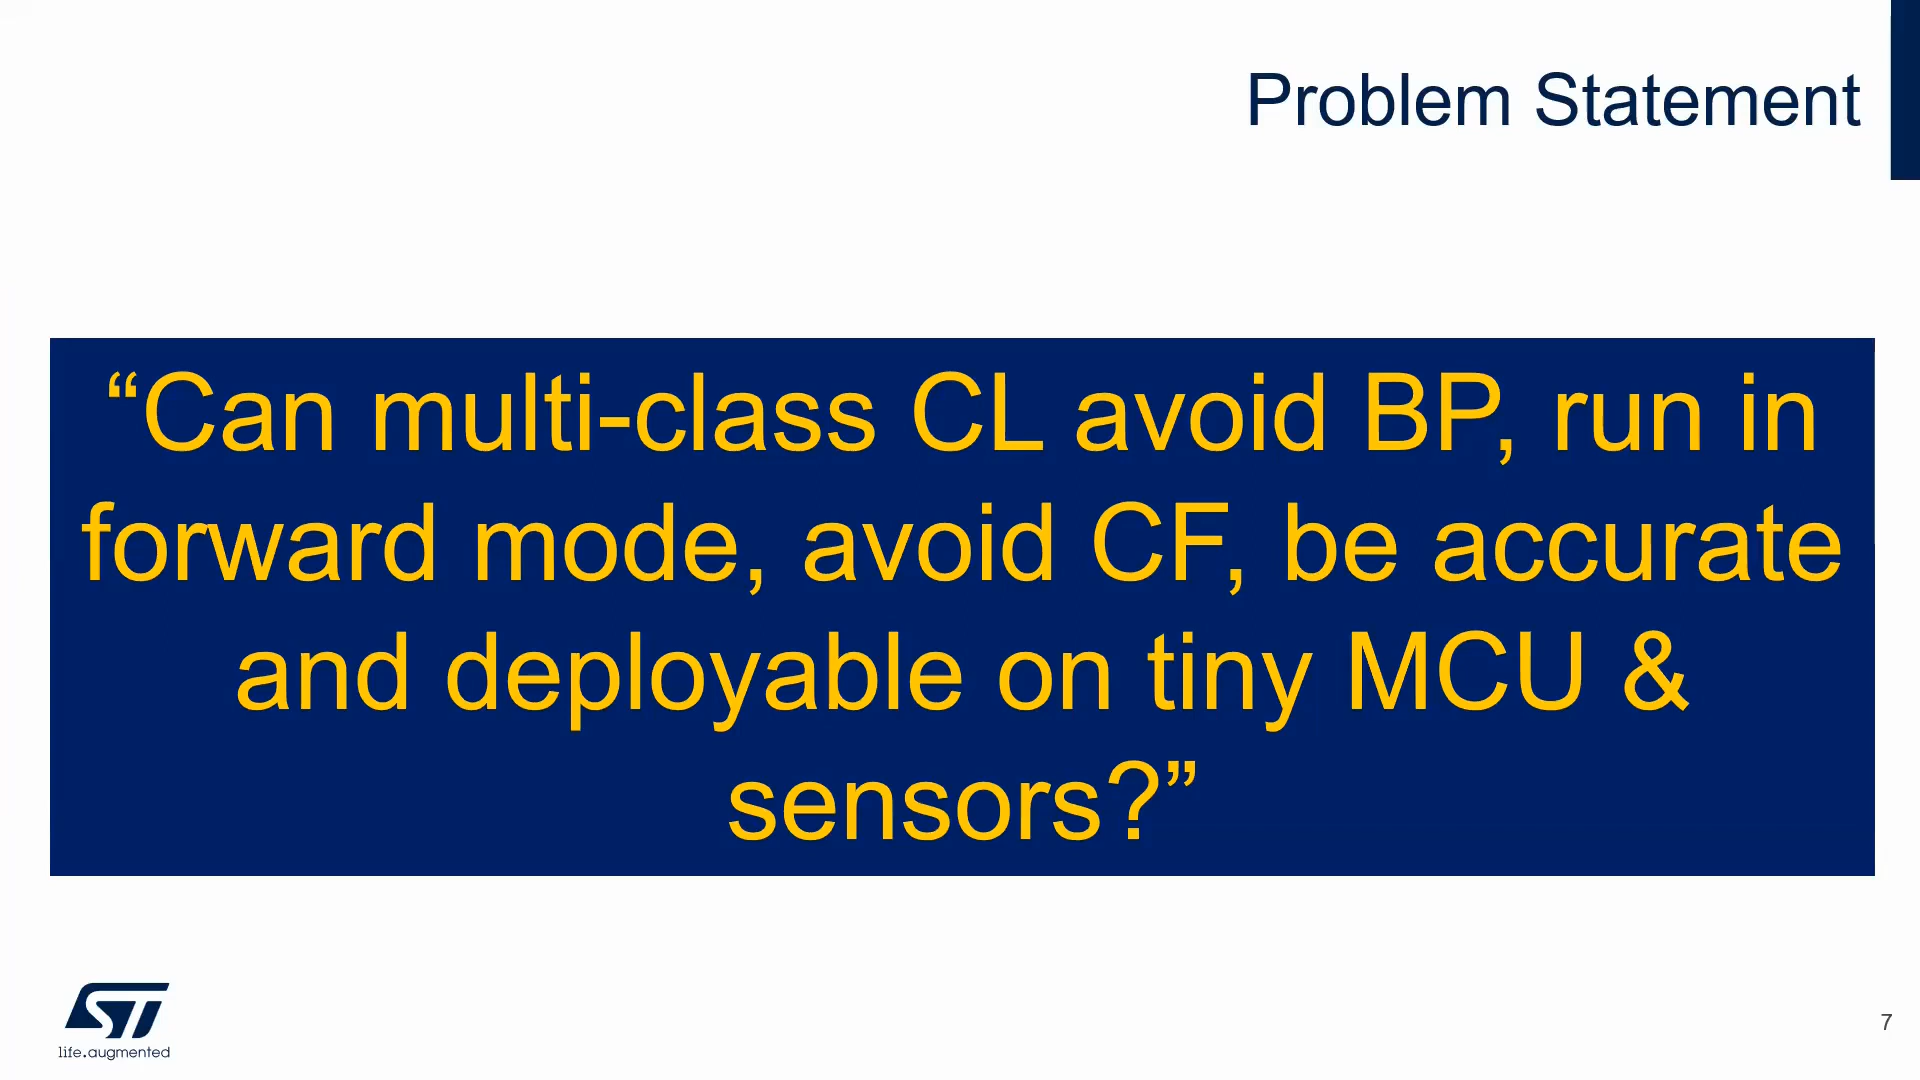 Problem Statement
“Can multi-class CL avoid BP, run in
forward mode, avoid CF, be accurate
and deployable on tiny MCU &
sensors?”
ST
life.augmented
7